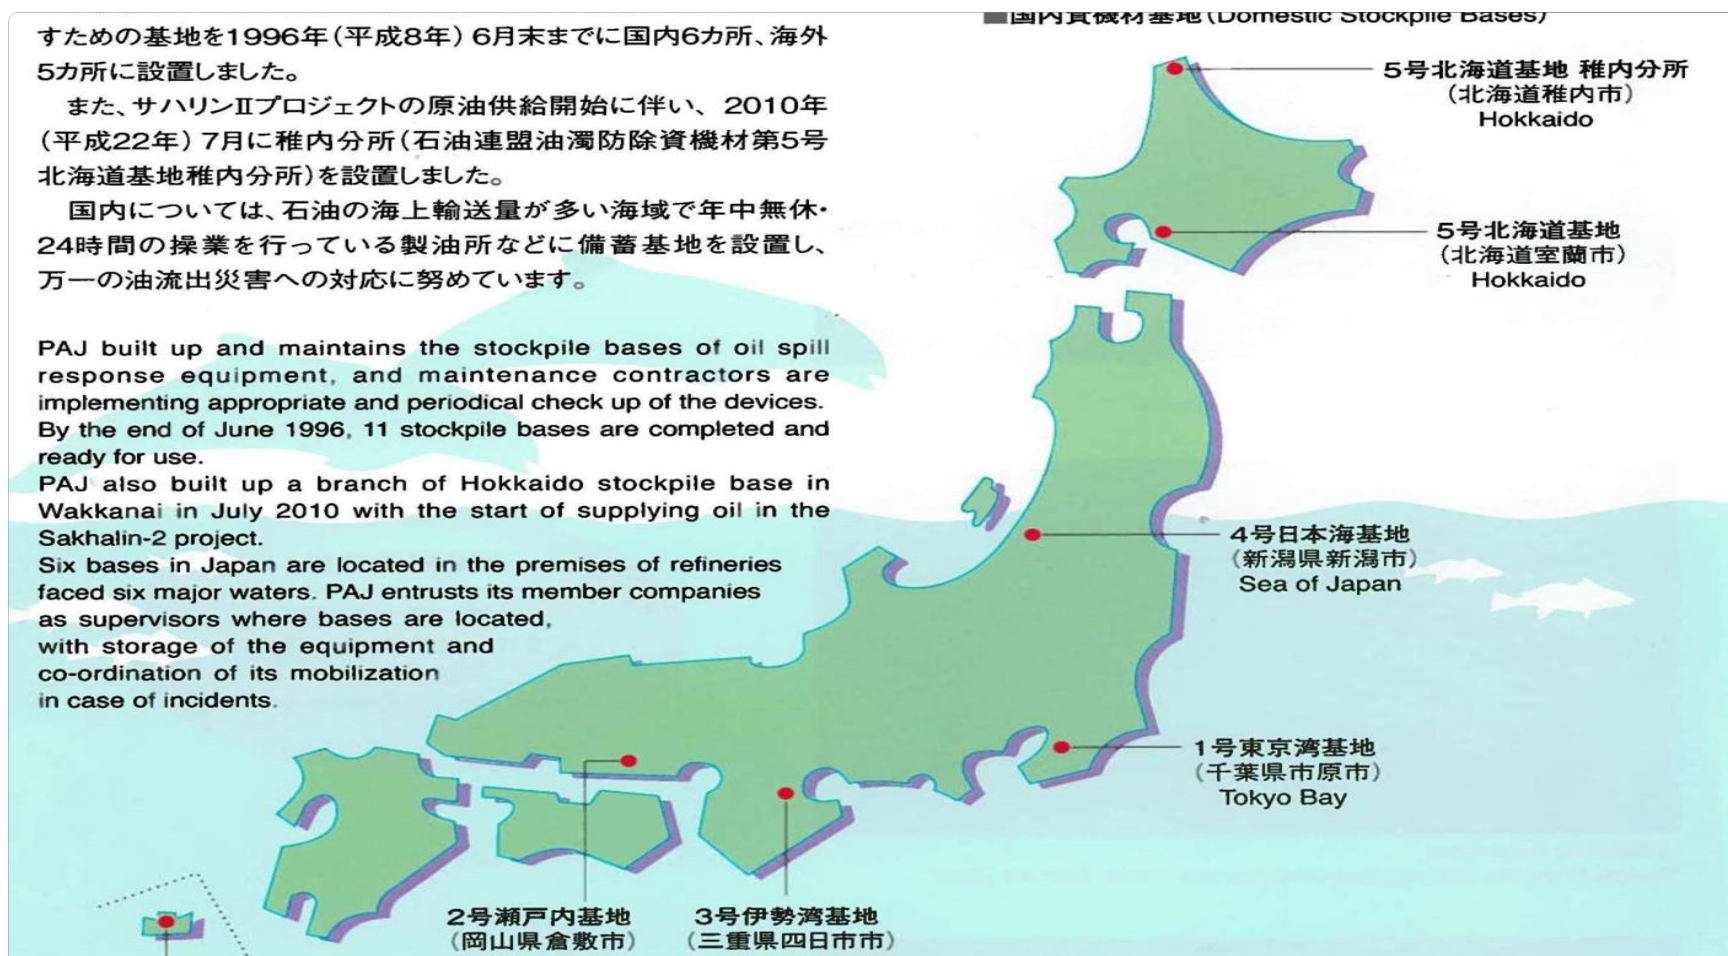 すための基地を1996年(平成8年)6月末までに国内6カ所、海外
5カ所に設置しました。
また、サハリンIIプロジェクトの原油供給開始に伴い、2010年
(平成22年)7月に稚内分所(石油連盟油濁防除資機材第5号
北海道基地稚内分所)を設置しました。
国内については、石油の海上輸送量が多い海域で年中無休・
24時間の操業を行っている製油所などに備蓄基地を設置し、
万一の油流出災害への対応に努めています。
PAJ built up and maintains the stockpile bases of oil spill
response equipment, and maintenance contractors are
implementing appropriate and periodical check up of the devices.
By the end of June 1996, 11 stockpile bases are completed and
ready for use.
PAJ also built up a branch of Hokkaido stockpile base in
Wakkanai in July 2010 with the start of supplying oil in the
Sakhalin-2 project.
Six bases in Japan are located in the premises of refineries
faced six major waters. PAJ entrusts its member companies
as supervisors where bases are located,
with storage of the equipment and
co-ordination of its mobilization
in case of incidents.
■国内資機材基地(Domestic Stockpile Bases)
5号北海道基地 稚内分所
(北海道稚内市)
Hokkaido
5号北海道基地
(北海道室蘭市)
Hokkaido
4号日本海基地
(新潟県新潟市)
Sea of Japan
1号東京湾基地
(千葉県市原市)
Tokyo Bay
2号瀬戸内基地
(岡山県倉敷市)
3号伊勢湾基地
(三重県四日市市)